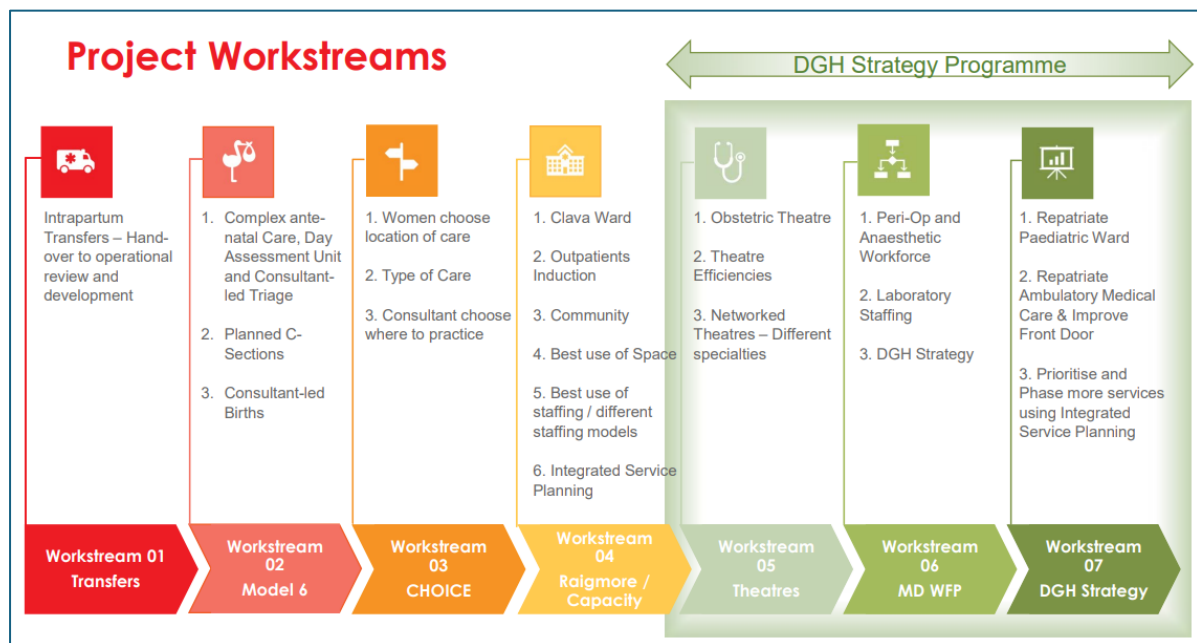 Project Workstreams
DGH Strategy Programme
Intrapartum
Transfers – Hand-
over to operational
review and
development
1. Complex ante-
natal Care, Day
Assessment Unit
and Consultant-
led Triage
2. Planned C-
Sections
3. Consultant-led
Births
1. Women choose
location of care
2. Type of Care
3. Consultant choose
where to practice
1. Clava Ward
2. Outpatients
Induction
3. Community
4. Best use of Space
5. Best use of
staffing / different
staffing models
6. Integrated Service
Planning
1. Obstetric Theatre
2. Theatre
Efficiencies
3. Networked
Theatres – Different
specialties
1. Peri-Op and
Anaesthetic
Workforce
2. Laboratory
Staffing
3. DGH Strategy
1. Repatriate
Paediatric Ward
2. Repatriate
Ambulatory Medical
Care & Improve
Front Door
3. Prioritise and
Phase more services
using Integrated
Service Planning
Workstream 01
Transfers
Workstream
02
Model 6
Workstream
03
CHOICE
Workstream
04
Raigmore /
Capacity
Workstream
05
Theatres
Workstream
06
MD WFP
Workstream
07
DGH Strategy